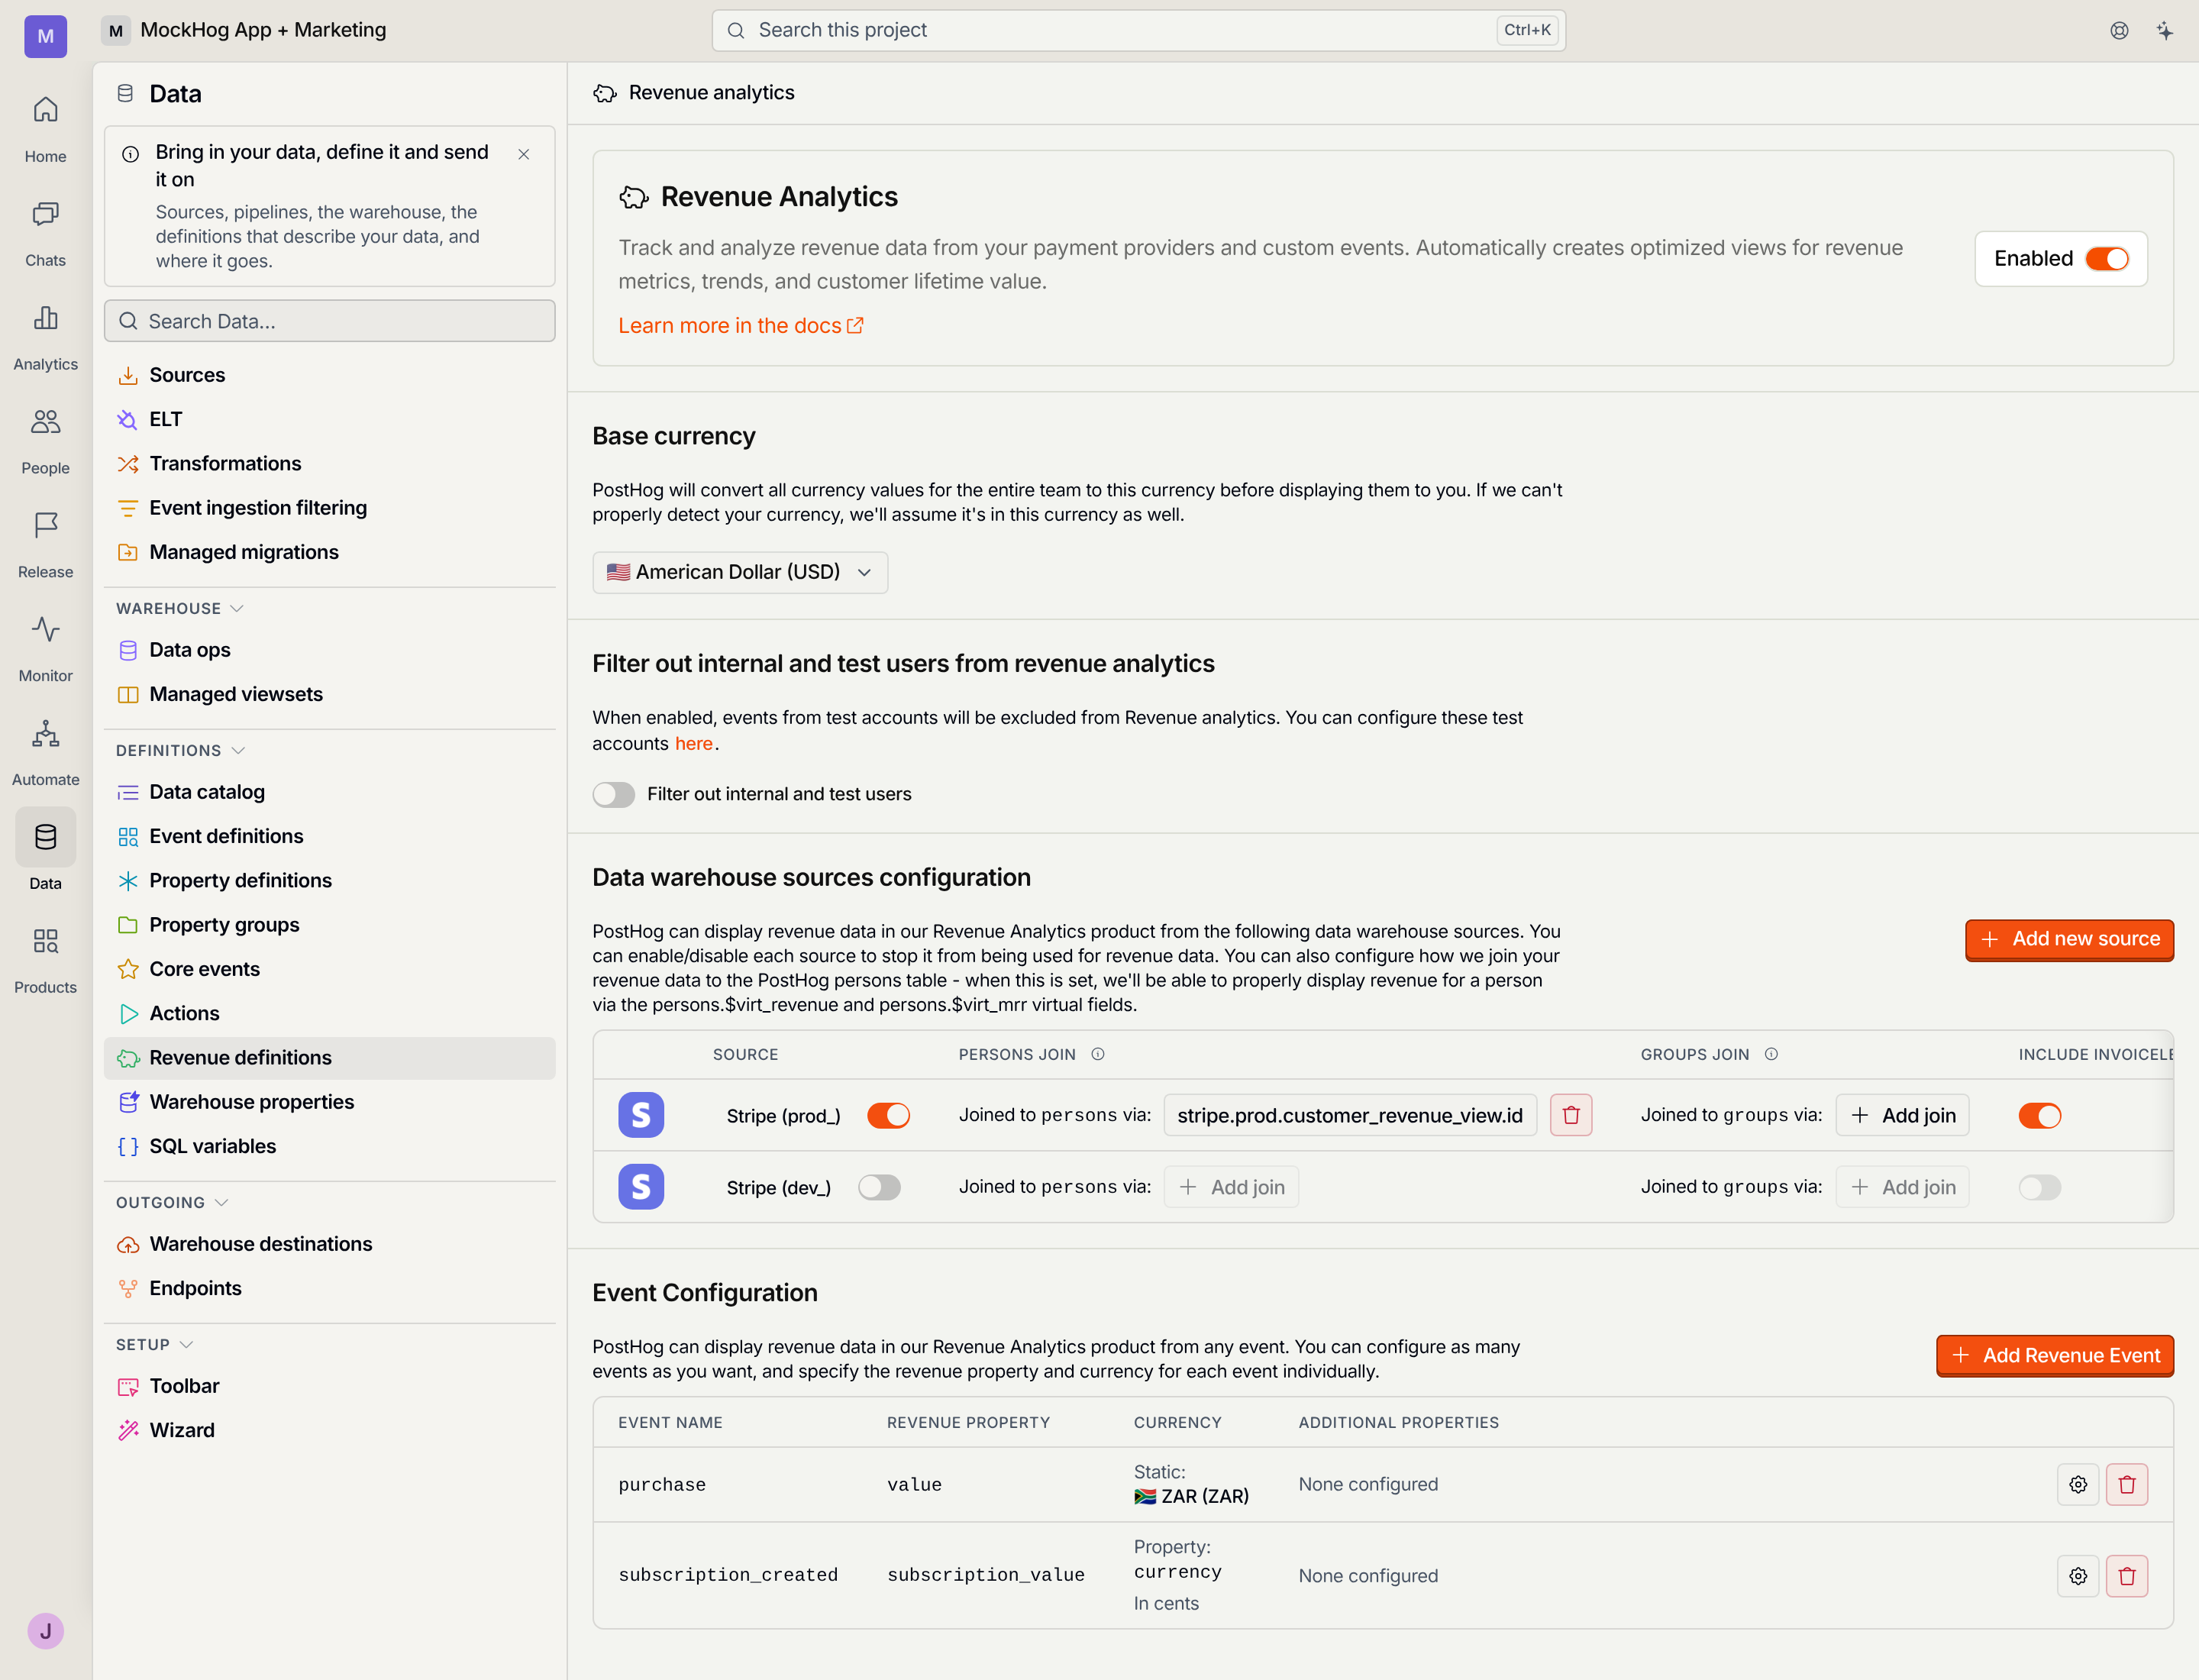 M
M MockHog App + Marketing
Search this project
Ctrl+K
Home
Chats
Analytics
People
Release
Monitor
Automate
Data
Products
J
Data
Bring in your data, define it and send
it on
Sources, pipelines, the warehouse, the
definitions that describe your data, and
where it goes.
Search Data...
Sources
ELT
Transformations
Event ingestion filtering
Managed migrations
WAREHOUSE
Data ops
Managed viewsets
DEFINITIONS
Data catalog
Event definitions
Property definitions
Property groups
Core events
Actions
Revenue definitions
Warehouse properties
SQL variables
OUTGOING
Warehouse destinations
Endpoints
SETUP
Toolbar
Wizard
Revenue analytics
Revenue Analytics
Track and analyze revenue data from your payment providers and custom events. Automatically creates optimized views for revenue
metrics, trends, and customer lifetime value.
Learn more in the docs
Enabled
Base currency
PostHog will convert all currency values for the entire team to this currency before displaying them to you. If we can't
properly detect your currency, we'll assume it's in this currency as well.
🇺🇸 American Dollar (USD)
Filter out internal and test users from revenue analytics
When enabled, events from test accounts will be excluded from Revenue analytics. You can configure these test
accounts here.
Filter out internal and test users
Data warehouse sources configuration
PostHog can display revenue data in our Revenue Analytics product from the following data warehouse sources. You
can enable/disable each source to stop it from being used for revenue data. You can also configure how we join your
revenue data to the PostHog persons table - when this is set, we'll be able to properly display revenue for a person
via the persons.$virt_revenue and persons.$virt_mrr virtual fields.
Add new source
SOURCE PERSONS JOIN GROUPS JOIN INCLUDE INVOICELE
S Stripe (prod_) Joined to persons via: stripe.prod.customer_revenue_view.id Joined to groups via: Add join
S Stripe (dev_) Joined to persons via: Add join Joined to groups via: Add join
Event Configuration
PostHog can display revenue data in our Revenue Analytics product from any event. You can configure as many
events as you want, and specify the revenue property and currency for each event individually.
Add Revenue Event
EVENT NAME REVENUE PROPERTY CURRENCY ADDITIONAL PROPERTIES
purchase value Static: None configured
🇿🇦 ZAR (ZAR)
subscription_created subscription_value Property: None configured
currency
In cents